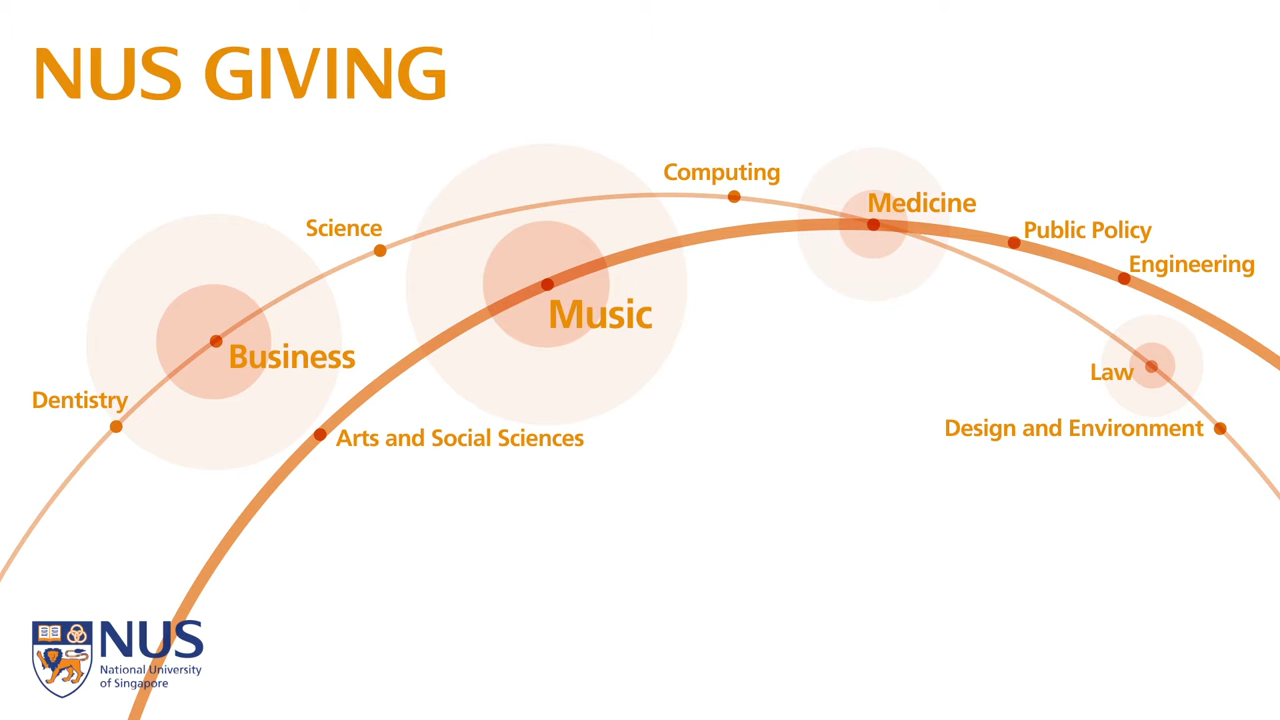 NUS GIVING
Computing
Medicine
Science
Public Policy
Engineering
Music
Business
Law
Dentistry
Design and Environment
Arts and Social Sciences
NUS
National University
of Singapore